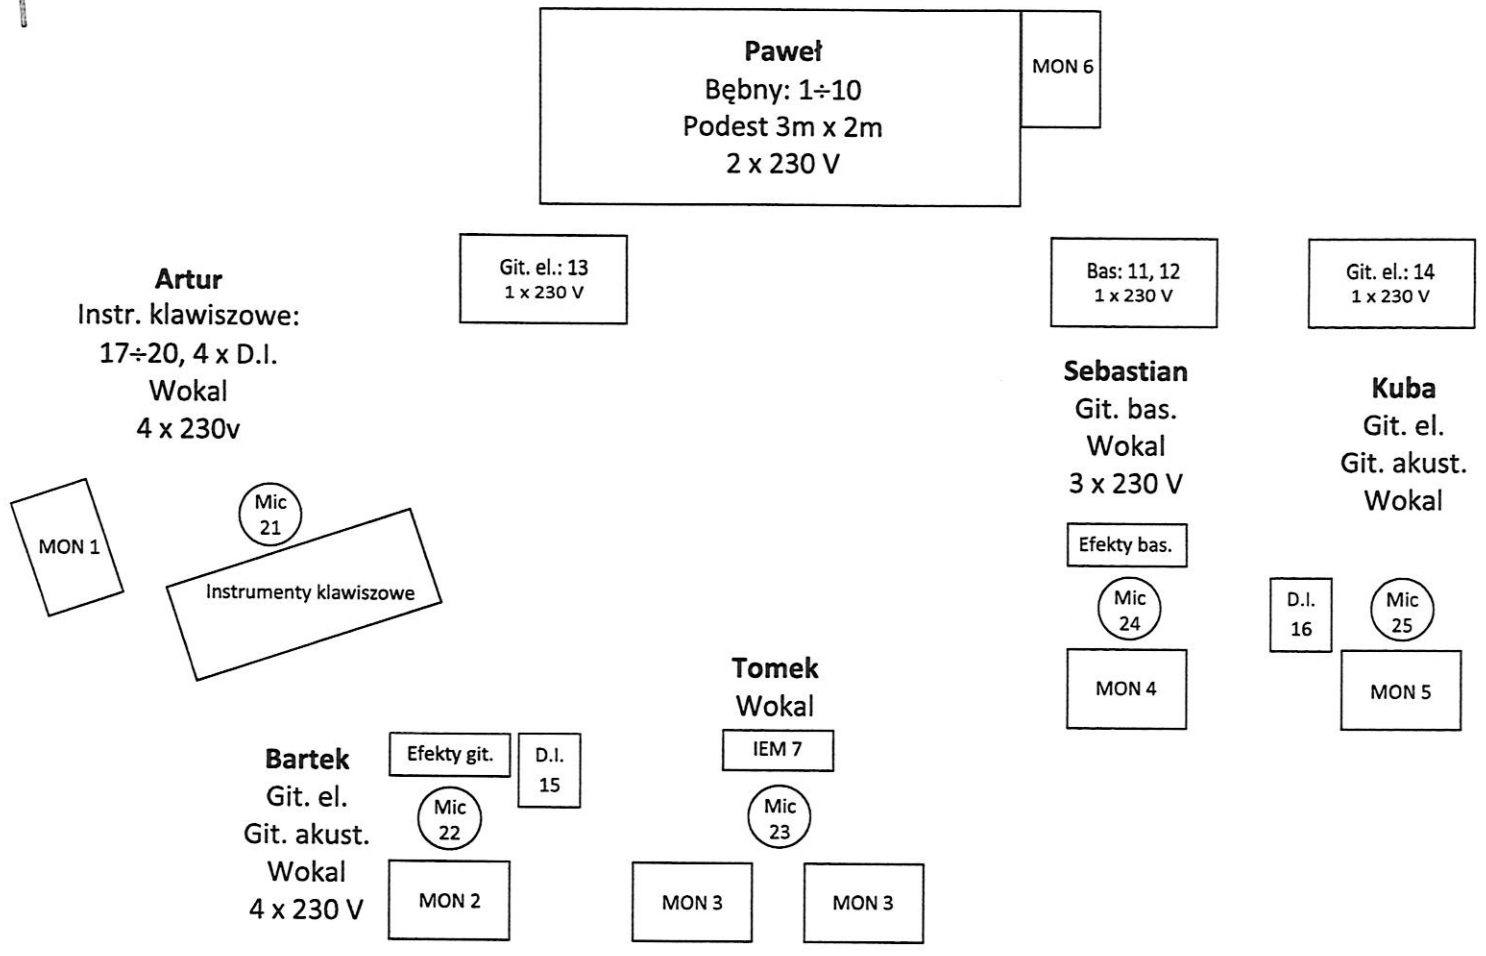 Paweł
Bębny: 1÷10
Podest 3m x 2m
2 x 230 V
MON 6
Git. el.: 13
1 x 230 V
Bas: 11, 12
1 x 230 V
Git. el.: 14
1 x 230 V
Artur
Instr. klawiszowe:
17÷20, 4 x D.I.
Wokal
4 x 230v
MON 1
Mic
21
Instrumenty klawiszowe
Sebastian
Git. bas.
Wokal
3 x 230 V
Efekty bas.
Mic
24
MON 4
Kuba
Git. el.
Git. akust.
Wokal
D.I.
16
Mic
25
MON 5
Bartek
Git. el.
Git. akust.
Wokal
4 x 230 V
Efekty git.
D.I.
15
Mic
22
MON 2
Tomek
Wokal
IEM 7
Mic
23
MON 3
MON 3